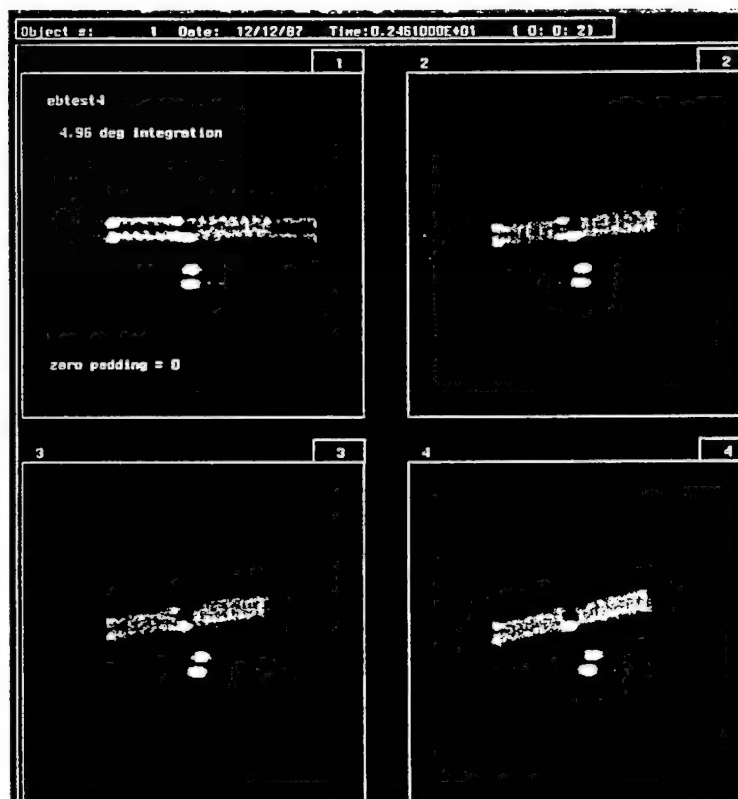 Object #: 1 Date: 12/12/87 Time:0.2461000E+01 ( 0: 0: 2)
1
2 2
ebtest4
4.96 deg integration
zero padding = 0
3 3
4 4